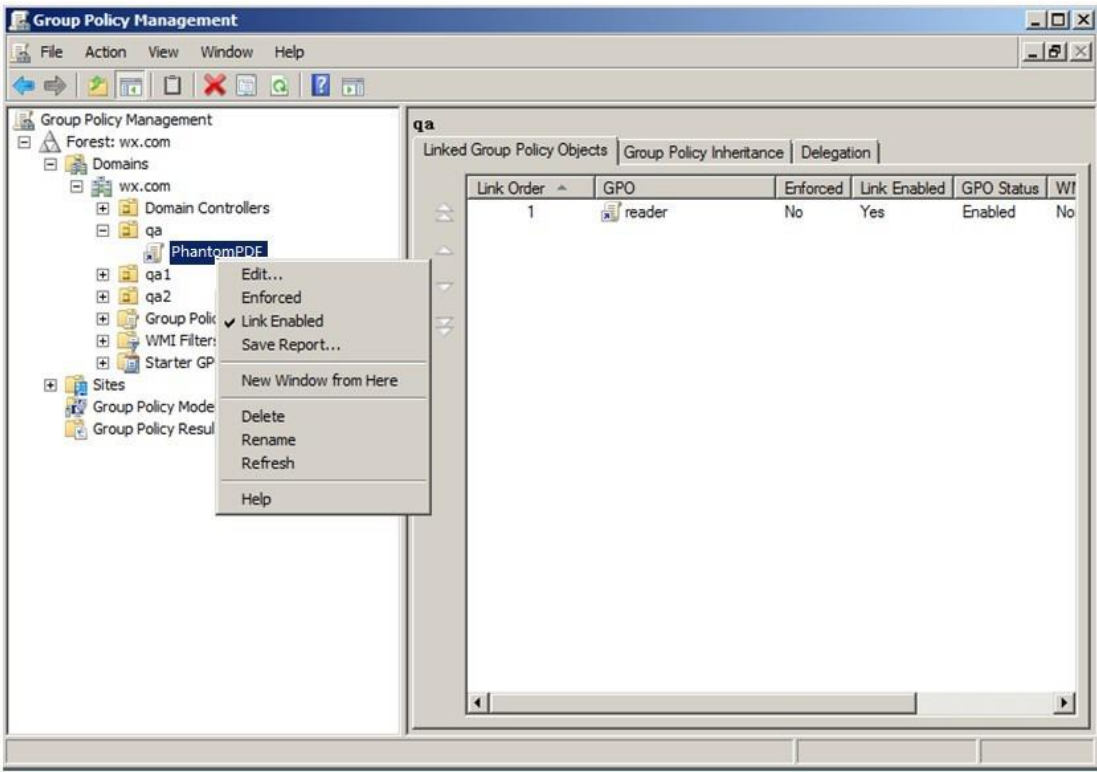 Group Policy Management
File Action View Window Help
Group Policy Management
Forest: wx.com
Domains
wx.com
Domain Controllers
qa
PhantomPDF
qa1
qa2
Group Polic
WMI Filters
Starter GP
Sites
Group Policy Mode
Group Policy Resul
Edit...
Enforced
Link Enabled
Save Report...
New Window from Here
Delete
Rename
Refresh
Help
qa
Linked Group Policy Objects Group Policy Inheritance Delegation
Link Order GPO Enforced Link Enabled GPO Status WI
1 reader No Yes Enabled No